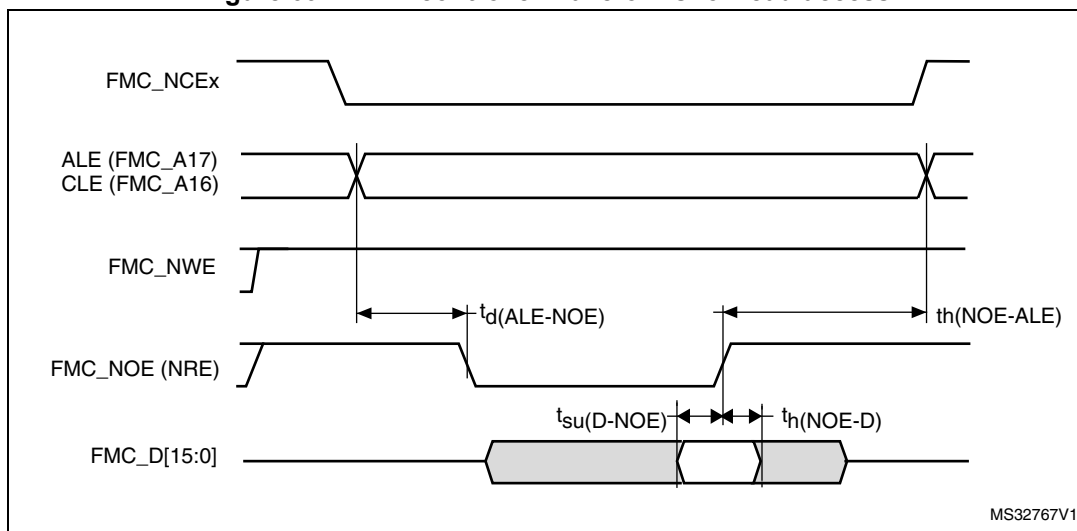 FMC_NCEx
ALE (FMC_A17)
CLE (FMC_A16)
FMC_NWE
td(ALE-NOE)
th(NOE-ALE)
FMC_NOE (NRE)
tsu(D-NOE)
th(NOE-D)
FMC_D[15:0]
MS32767V1